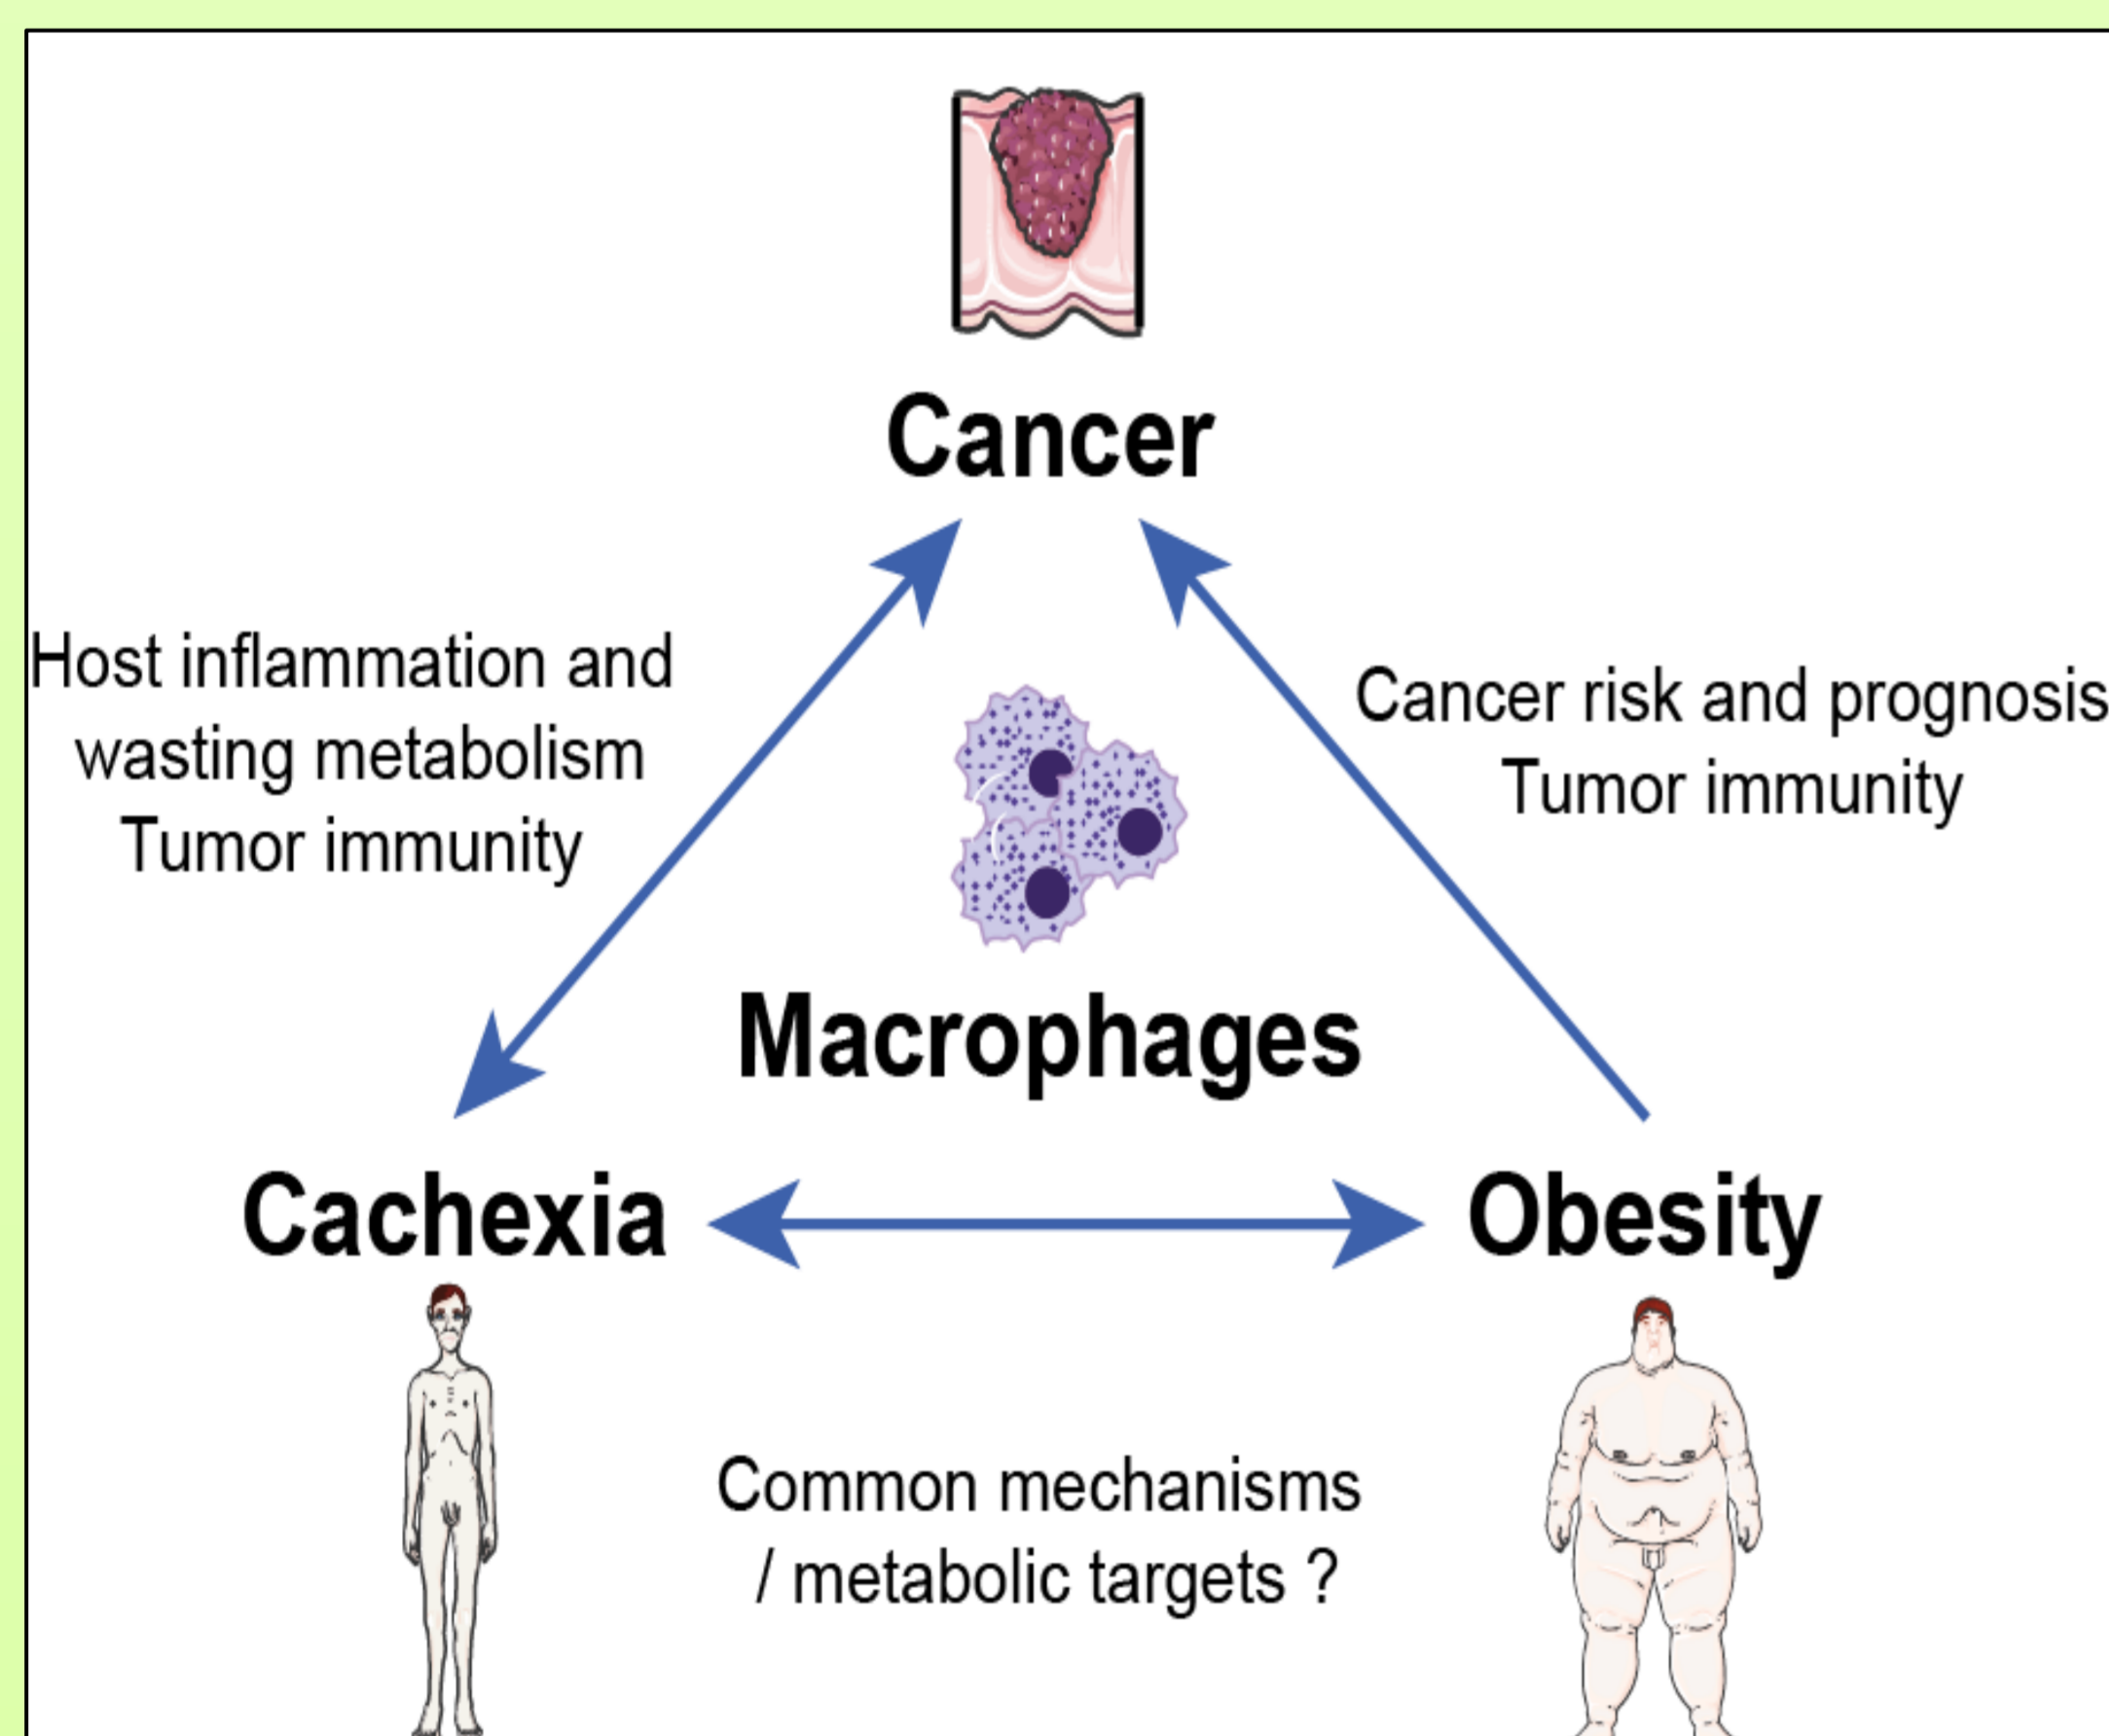 Cancer
Host inflammation and
wasting metabolism
Tumor immunity
Cancer risk and prognosis
Tumor immunity
Macrophages
Cachexia
Obesity
Common mechanisms
/ metabolic targets ?